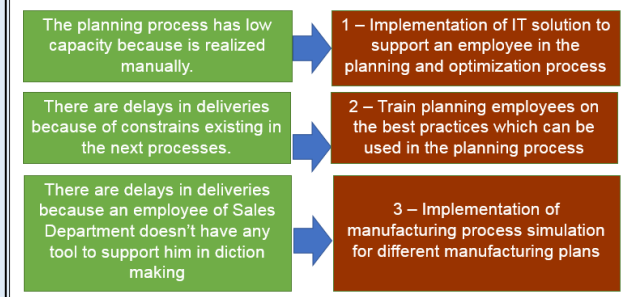 The planning process has low
capacity because is realized
manually.
1 – Implementation of IT solution to
support an employee in the
planning and optimization process
There are delays in deliveries
because of constrains existing in
the next processes.
2 – Train planning employees on
the best practices which can be
used in the planning process
There are delays in deliveries
because an employee of Sales
Department doesn't have any
tool to support him in diction
making
3 – Implementation of
manufacturing process simulation
for different manufacturing plans